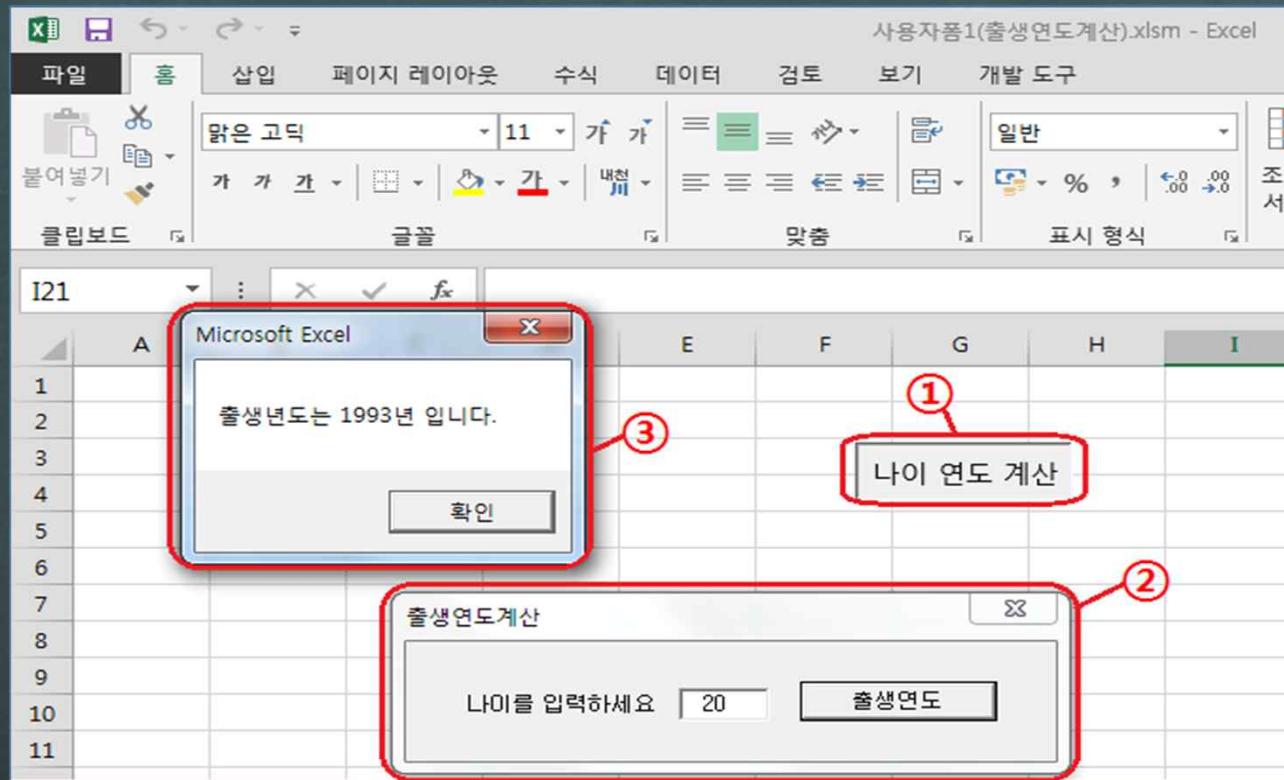 사용자폼1(출생연도계산).xlsm - Excel
파일 홈 삽입 페이지 레이아웃 수식 데이터 검토 보기 개발 도구
맑은 고딕 11 가 가 일반
붙여넣기 가 가 가 가 내천 川 % , .0 .00 .00 .0 조
서
클립보드 글꼴 맞춤 표시 형식
I21 fx
A E F G H I
Microsoft Excel
출생년도는 1993년 입니다.
확인
③
①
나이 연도 계산
②
출생연도계산
나이를 입력하세요 20 출생연도
1
2
3
4
5
6
7
8
9
10
11